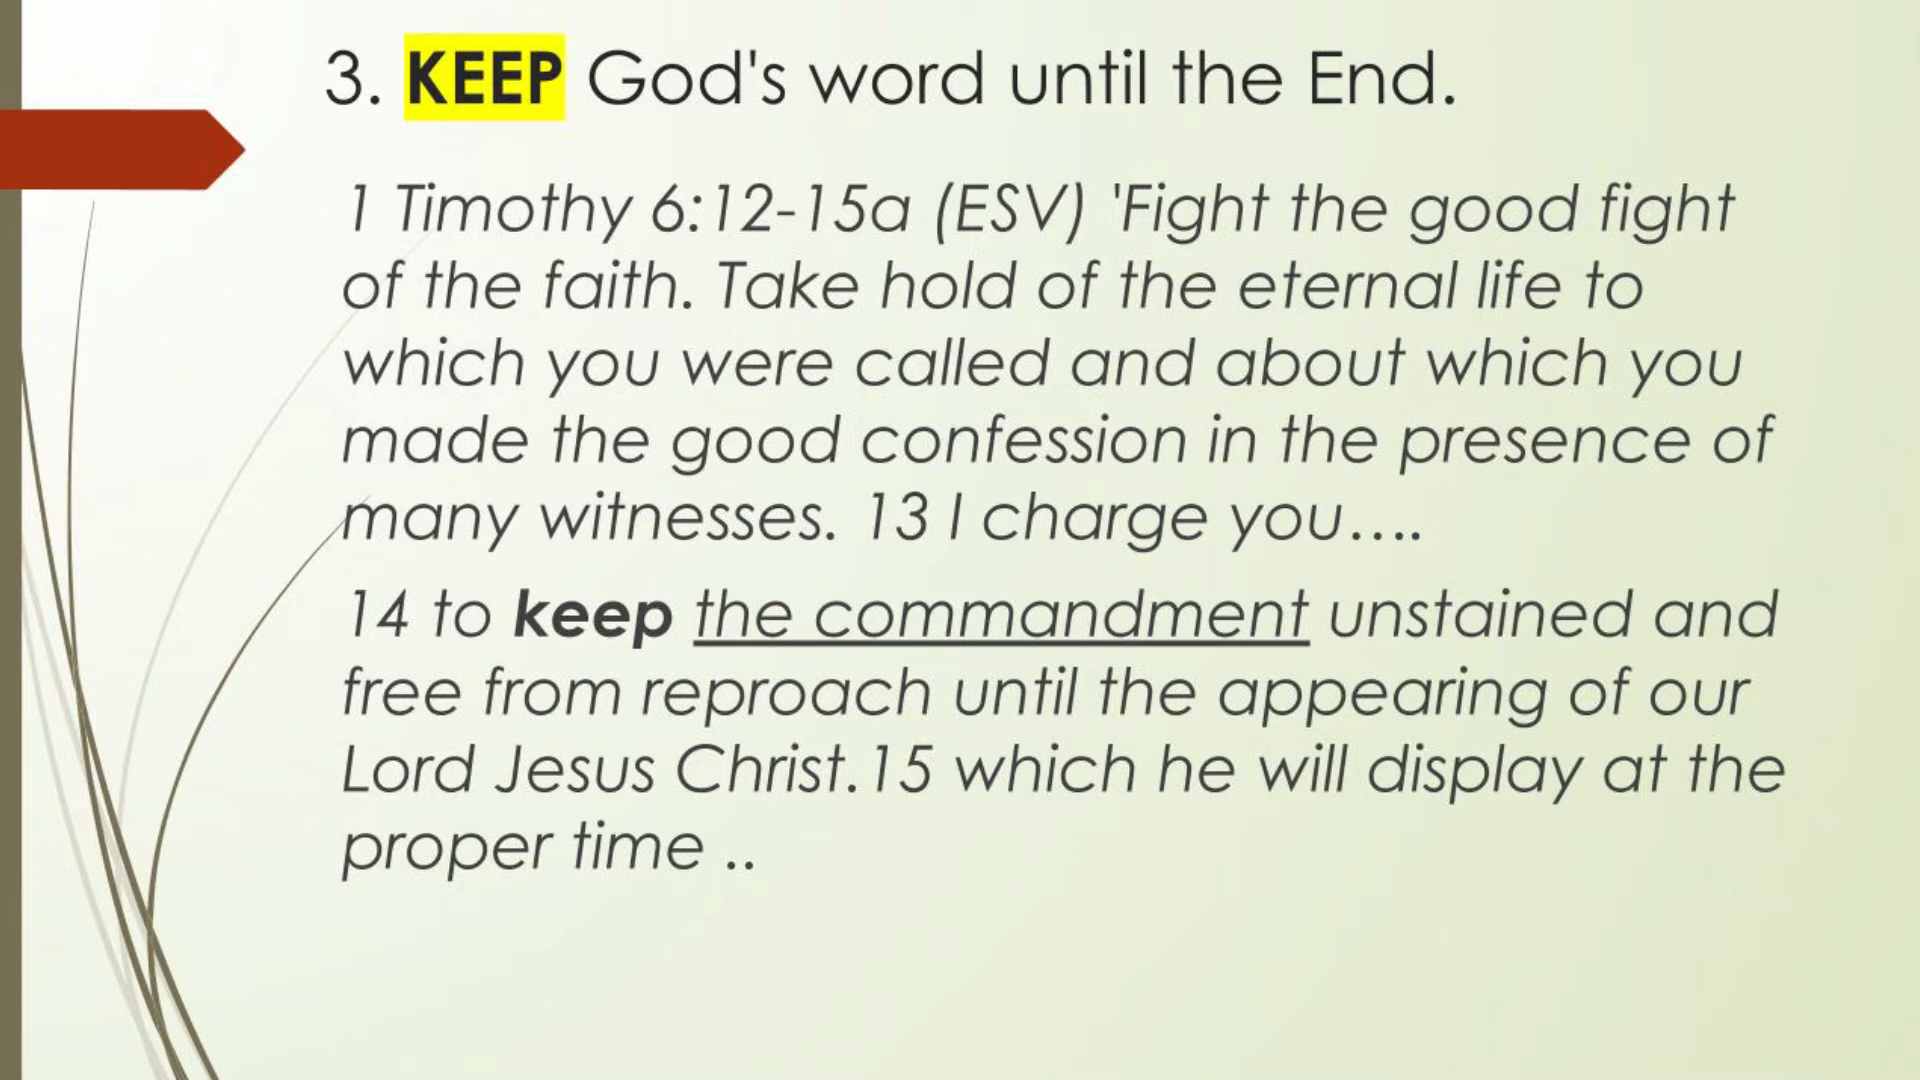 3. KEEP God's word until the End.
1 Timothy 6:12-15a (ESV) 'Fight the good fight
of the faith. Take hold of the eternal life to
which you were called and about which you
made the good confession in the presence of
many witnesses. 13 I charge you….
14 to keep the commandment unstained and
free from reproach until the appearing of our
Lord Jesus Christ.15 which he will display at the
proper time ..